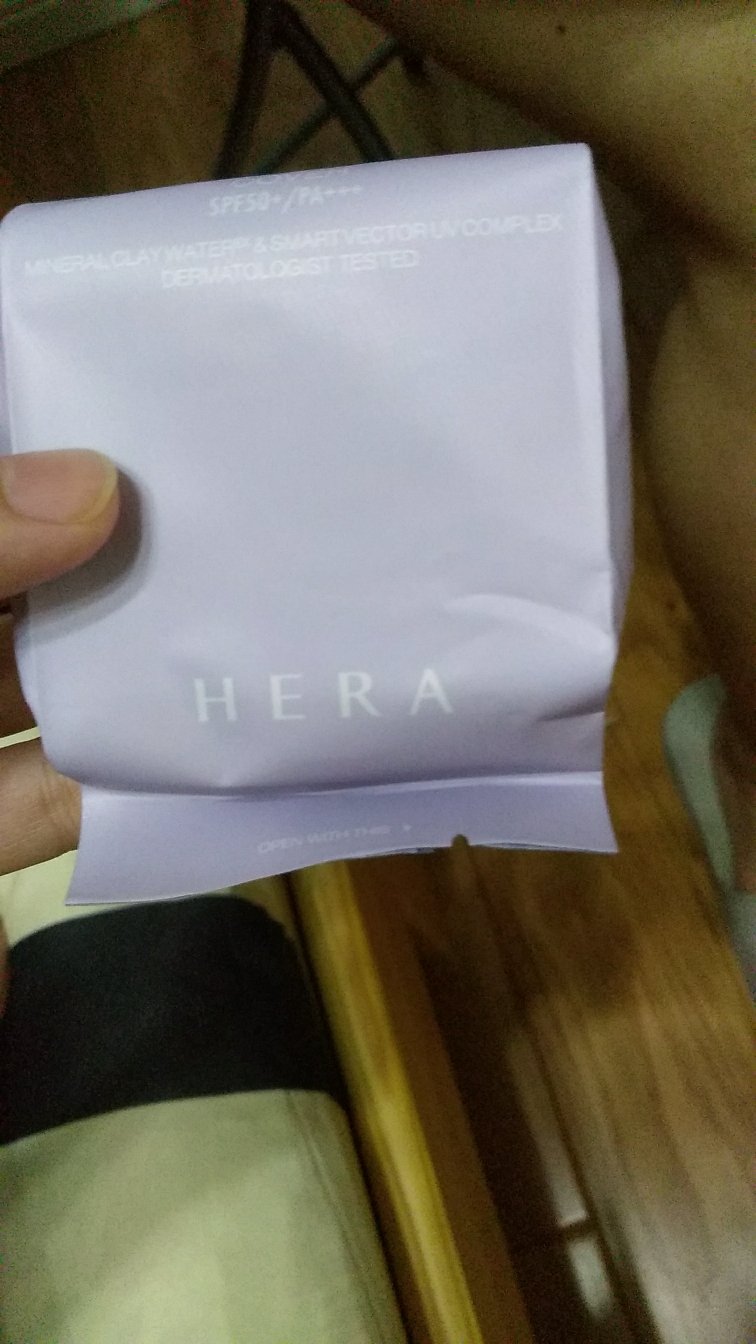 SPF50+/PA+++
MINERAL CLAY WATER & SMART VECTOR UV COMPLEX
DERMATOLOGIST TESTED
HERA
OPEN WITH THIS